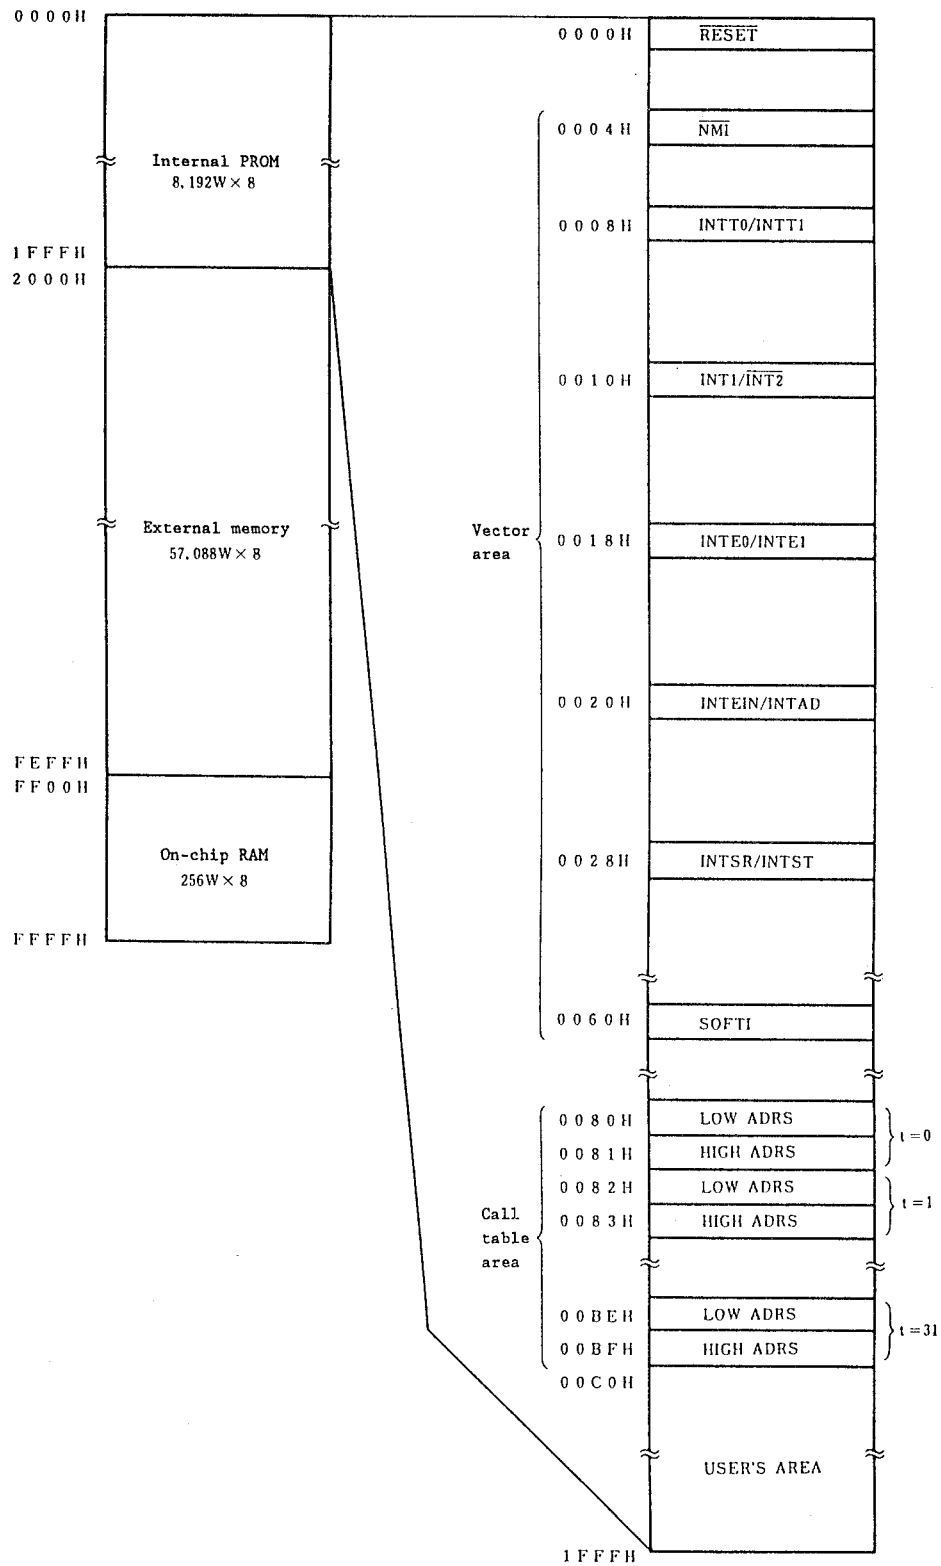 0000H
Internal PROM
8,192W × 8
1FFFH
2000H
External memory
57,088W × 8
FEFFH
FF00H
On-chip RAM
256W × 8
FFFFH
0000H RESET
Vector
area
0004H NMI
0008H INTT0/INTT1
0010H INT1/INT2
0018H INTE0/INTE1
0020H INTEIN/INTAD
0028H INTSR/INTST
0060H SOFTI
Call
table
area
0080H LOW ADRS
0081H HIGH ADRS
t=0
0082H LOW ADRS
0083H HIGH ADRS
t=1
00BEH LOW ADRS
00BFH HIGH ADRS
t=31
00C0H
USER'S AREA
1FFFH